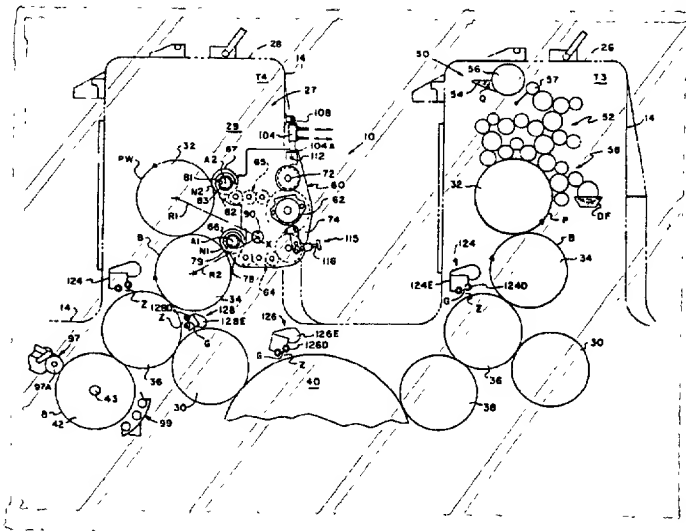 28
26
14
T4
50
56
T3
27
54
57
Q
108
52
104
14
29
104A
10
32
A2
67
65
112
58
PW
B1
72
60
N2
83
82
90
62
32
R1
66
74
P
DF
B
A1
X
115
124
B
N1
116
79
124
R2
78
64
34
124E
124D
34
Z
128D
128
126
G
Z
14
Z
128E
126E
97
G
126D
30
G
Z
97A
36
40
36
43
30
38
B
42
99